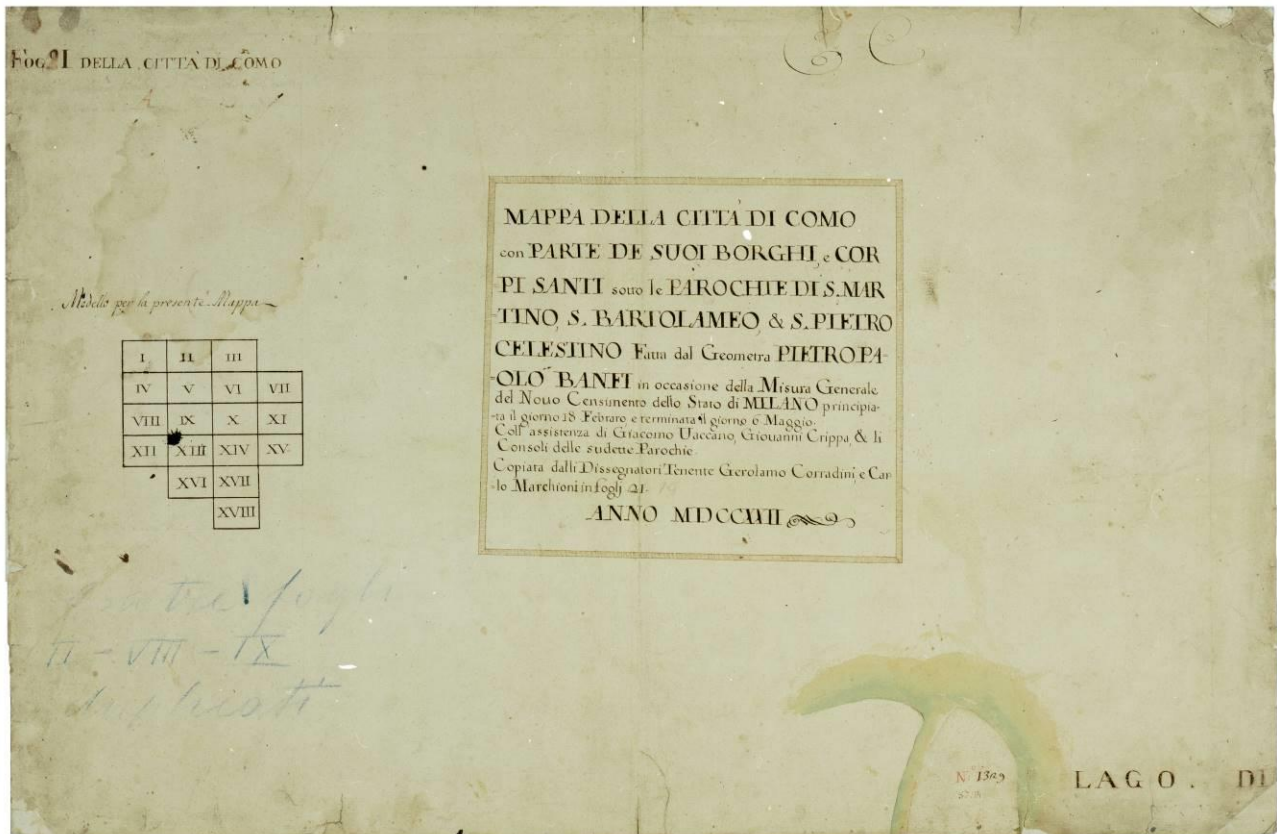 FOG. I DELLA CITTÀ DI COMO
Modello per la presente Mappa
I II III
IV V VI VII
VIII IX X XI
XII XIII XIV XV
XVI XVII
XVIII
MAPPA DELLA CITTÀ DI COMO
con PARTE DE SUOI BORGHI, e COR
PI SANTI sotto le PAROCHIE DI S. MAR
-TINO, S. BARTOLAMEO, & S. PIETRO
CELESTINO Fatta dal Geometra PIETRO PA-
-OLO BANFI in occasione della Misura Generale
del Nouo Censimento dello Stato di MILANO principia-
-ta il giorno 18 Febraro e terminata il giorno 6 Maggio.
Coll' assistenza di Giacomo Uaccano, Giouanni Crippa, & li
Consoli delle sudette Parochie
Copiata dalli Dissegnatori Tenente Gerolamo Corradini, e Car-
-lo Marchioni in fogli 21.
ANNO MDCCXXII
tre fogli
II - VIII - IX
duplicati
N. 1329
LAGO. DI